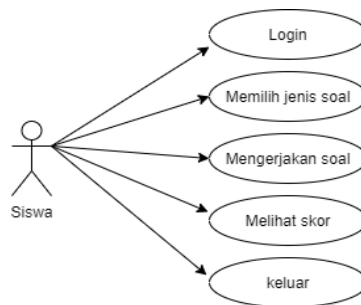 Login
Memilih jenis soal
Mengerjakan soal
Siswa
Melihat skor
keluar